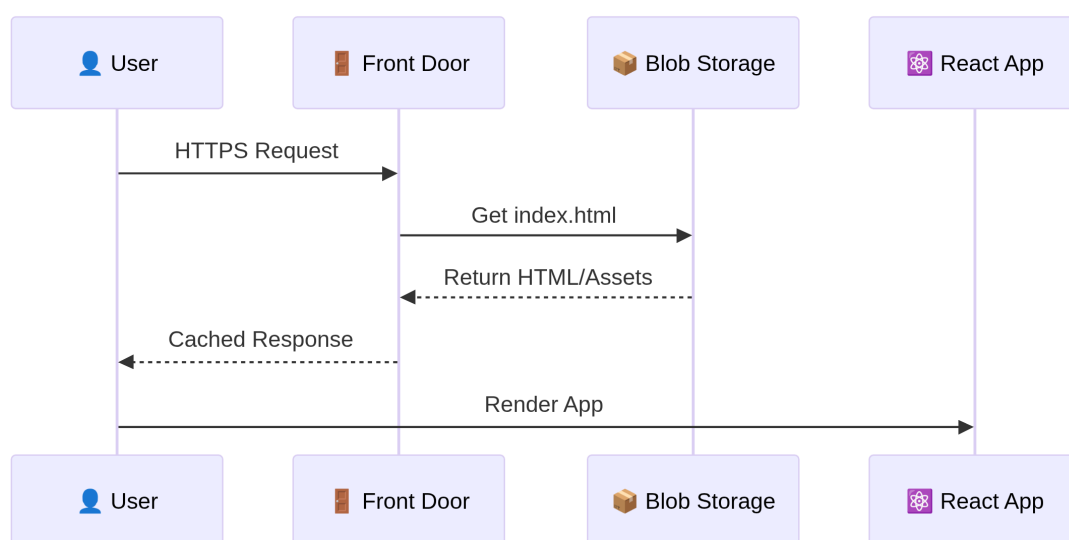 👤 User
🚪 Front Door
📦 Blob Storage
⚛️ React App
HTTPS Request
Get index.html
Return HTML/Assets
Cached Response
Render App
👤 User
🚪 Front Door
📦 Blob Storage
⚛️ React App